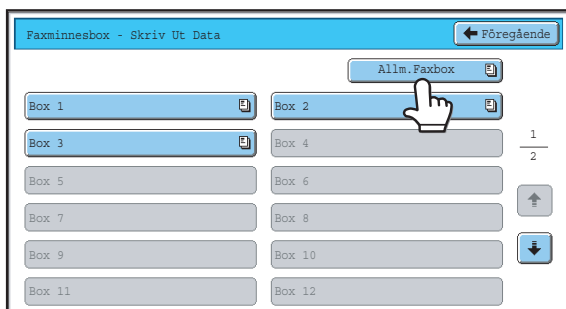 Faxminnesbox - Skriv Ut Data
Föregående
Allm.Faxbox
Box 1
Box 2
Box 3
Box 4
1
2
Box 5
Box 6
Box 7
Box 8
Box 9
Box 10
Box 11
Box 12